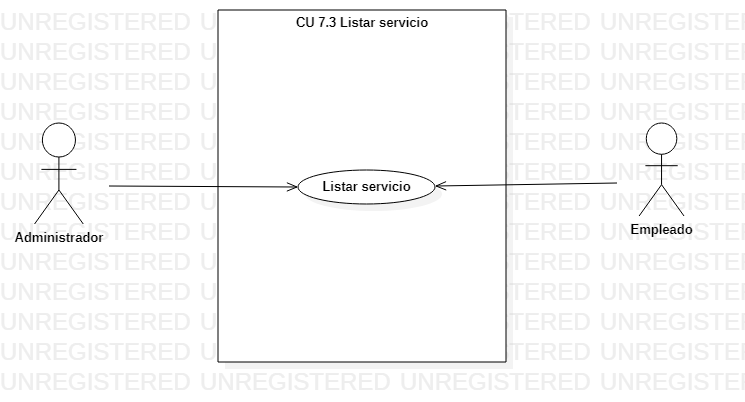 UNREGISTERED UNREGISTERED UNREGISTERED UNREGISTERED
CU 7.3 Listar servicio
Listar servicio
Administrador
Empleado